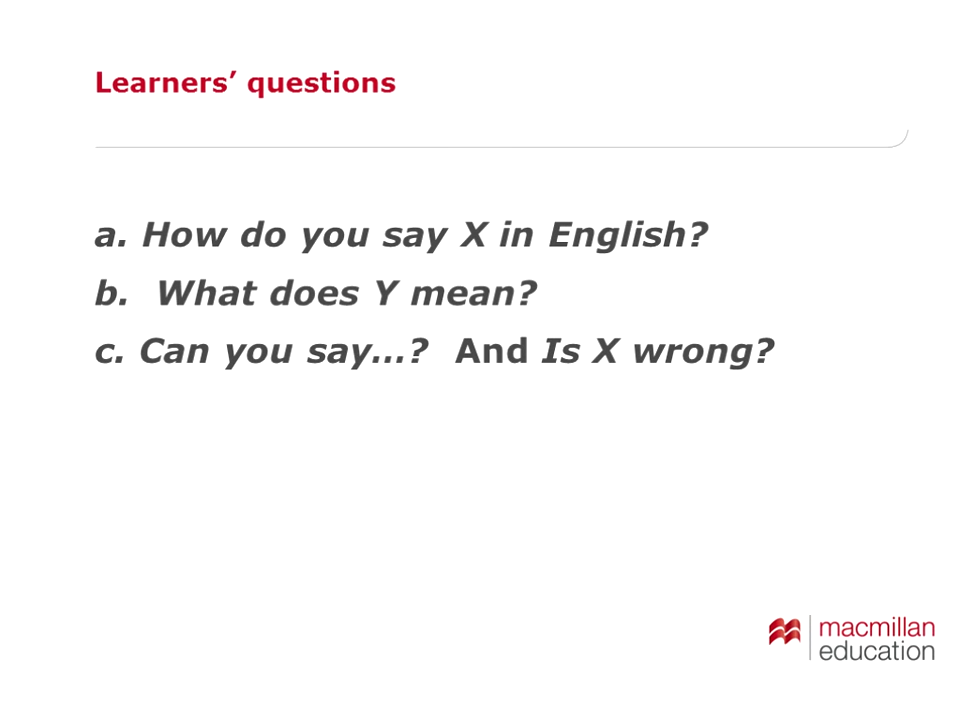 Learners’ questions
a. How do you say X in English?
b. What does Y mean?
c. Can you say…? And Is X wrong?
macmillan
education